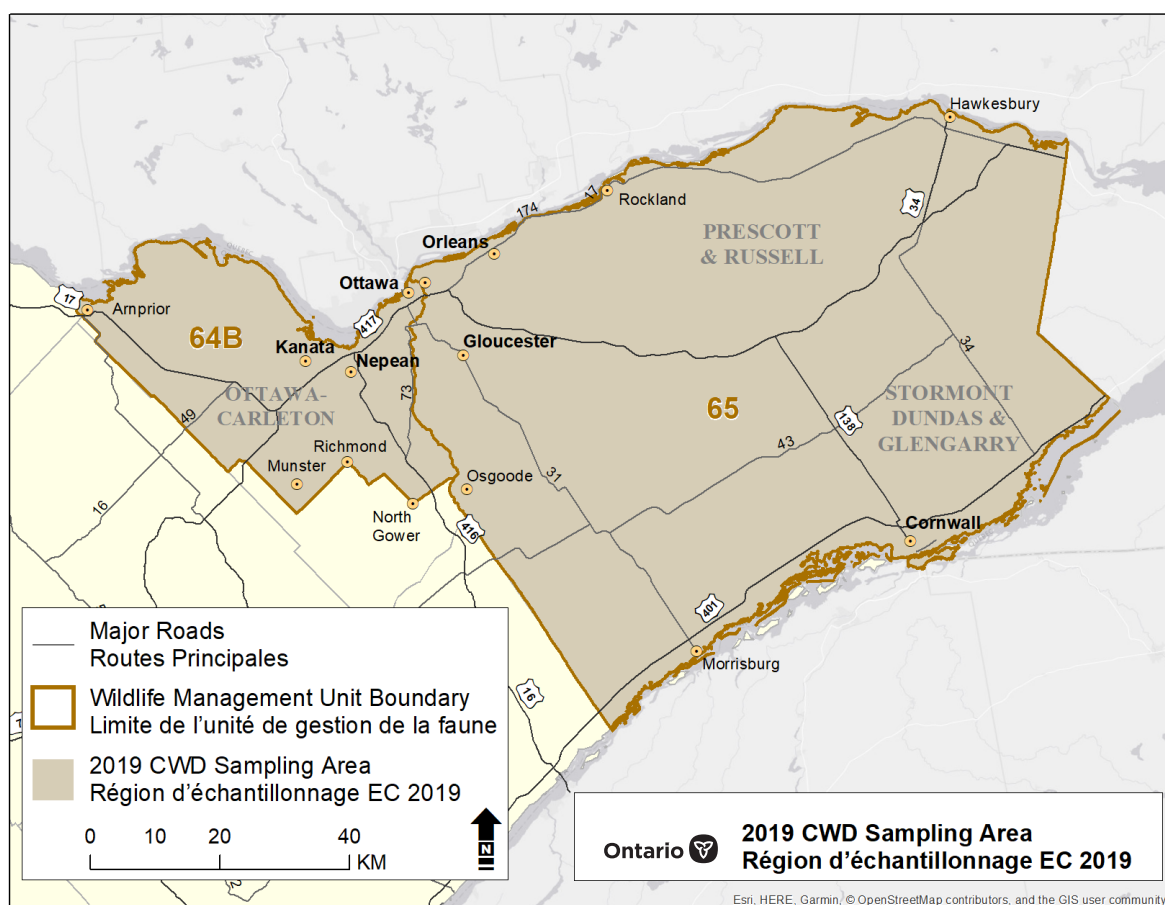 Hawkesbury
17
Rockland
174
34
PRESCOTT
& RUSSELL
Orleans
Ottawa
17
Arnprior
417
64B
Kanata
Nepean
Gloucester
34
OTTAWA-
CARLETON
73
65
STORMONT
DUNDAS &
GLENGARRY
49
138
43
Richmond
Munster
31
Osgoode
16
North
Gower
416
Cornwall
401
Morrisburg
16
Major Roads
Routes Principales
Wildlife Management Unit Boundary
Limite de l'unité de gestion de la faune
2019 CWD Sampling Area
Région d'échantillonnage EC 2019
0 10 20 40
KM
N
Ontario
2019 CWD Sampling Area
Région d'échantillonnage EC 2019
Esri, HERE, Garmin, © OpenStreetMap contributors, and the GIS user community